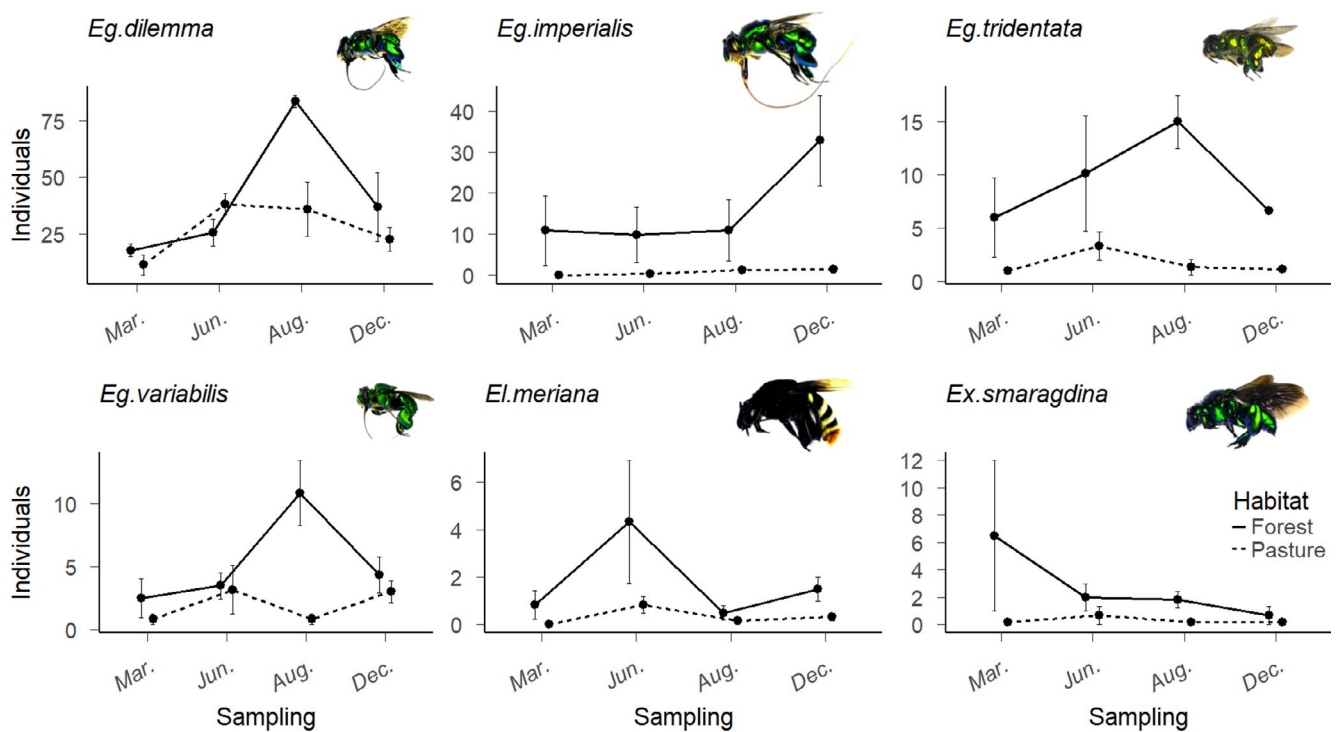 Eg.dilemma
Eg.imperialis
Eg.tridentata
Individuals
75
50
25
40
30
20
10
0
15
10
5
0
Mar. Jun. Aug. Dec.
Mar. Jun. Aug. Dec.
Mar. Jun. Aug. Dec.
Eg.variabilis
El.meriana
Ex.smaragdina
Individuals
10
5
0
6
4
2
0
12
10
8
6
4
2
0
Habitat
Forest
Pasture
Mar. Jun. Aug. Dec.
Mar. Jun. Aug. Dec.
Mar. Jun. Aug. Dec.
Sampling
Sampling
Sampling